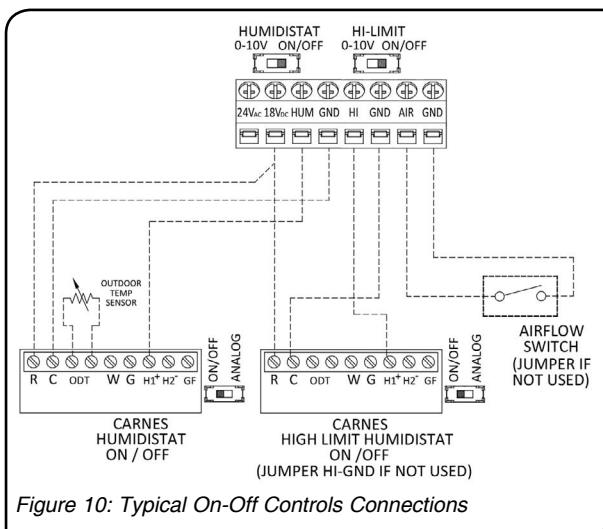 HUMIDISTAT HI-LIMIT
0-10V ON/OFF 0-10V ON/OFF
24VAC 18VDC HUM GND HI GND AIR GND
OUTDOOR
TEMP
SENSOR
AIRFLOW
SWITCH
(JUMPER IF
NOT USED)
R C ODT W G H1+ H2- GF
ON/OFF
ANALOG
R C ODT W G H1+ H2- GF
ON/OFF
ANALOG
CARNES
HUMIDISTAT
ON / OFF
CARNES
HIGH LIMIT HUMIDISTAT
ON /OFF
(JUMPER HI-GND IF NOT USED)
Figure 10: Typical On-Off Controls Connections